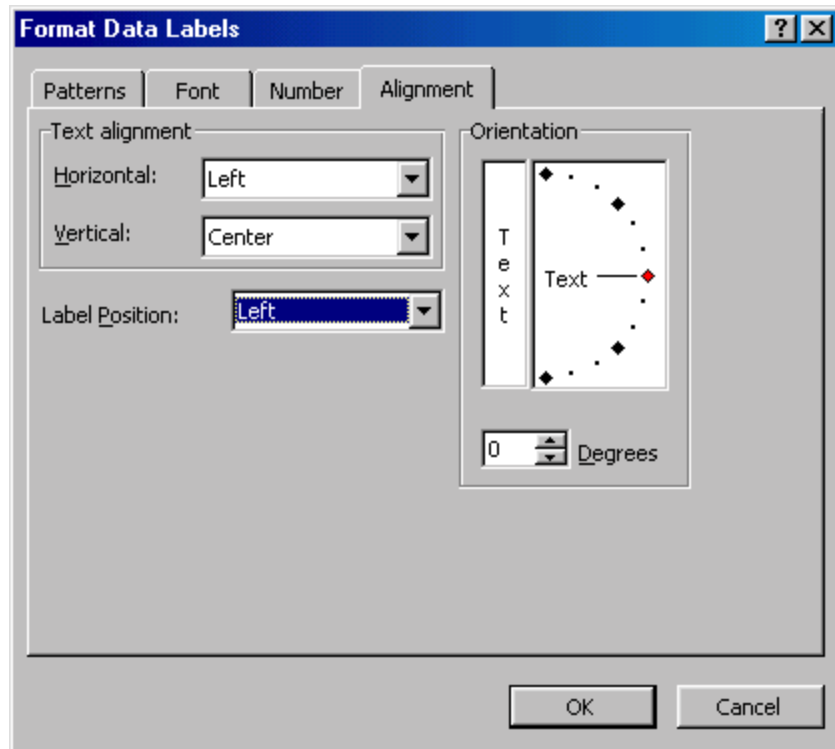 Format Data Labels
Patterns Font Number Alignment
Text alignment
Horizontal: Left
Vertical: Center
Label Position: Left
Orientation
Text
Text
0 Degrees
OK Cancel